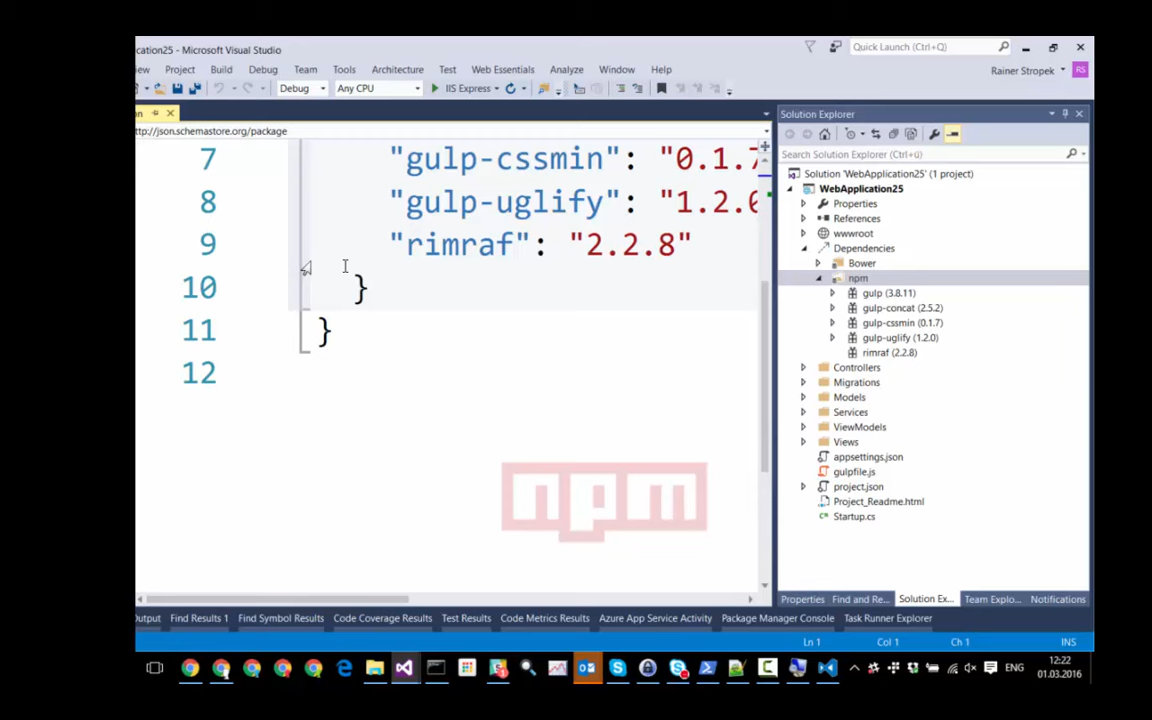 cation25 - Microsoft Visual Studio
Quick Launch (Ctrl+Q)
ew Project Build Debug Team Tools Architecture Test Web Essentials Analyze Window Help
Rainer Stropek RS
Debug Any CPU IIS Express
on
Solution Explorer
ttp://json.schemastore.org/package
Search Solution Explorer (Ctrl+ü)
7 "gulp-cssmin": "0.1.7
8 "gulp-uglify": "1.2.0
9 "rimraf": "2.2.8"
10 }
11 }
12
npm
Solution 'WebApplication25' (1 project)
WebApplication25
Properties
References
wwwroot
Dependencies
Bower
npm
gulp (3.8.11)
gulp-concat (2.5.2)
gulp-cssmin (0.1.7)
gulp-uglify (1.2.0)
rimraf (2.2.8)
Controllers
Migrations
Models
Services
ViewModels
Views
appsettings.json
gulpfile.js
project.json
Project_Readme.html
Startup.cs
Properties Find and Re... Solution Ex... Team Explo... Notifications
utput Find Results 1 Find Symbol Results Code Coverage Results Test Results Code Metrics Results Azure App Service Activity Package Manager Console Task Runner Explorer
Ln 1 Col 1 Ch 1 INS
ENG
12:22
01.03.2016